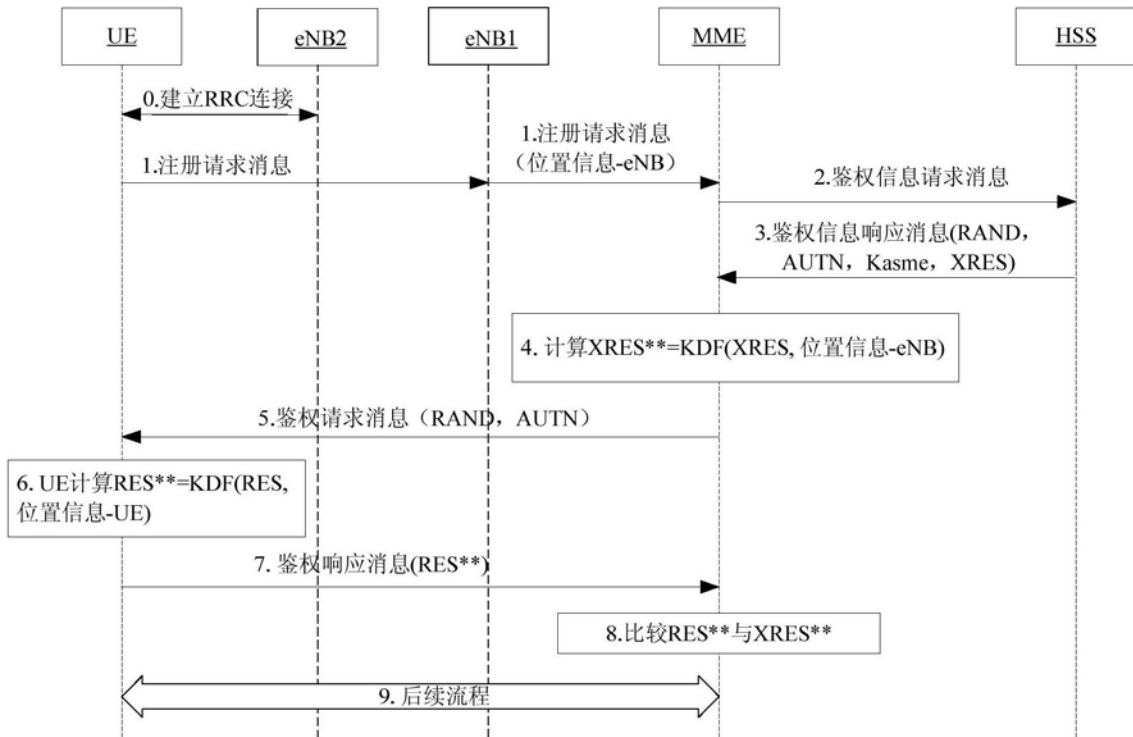 UE
eNB2
eNB1
MME
HSS
0.建立RRC连接
1.注册请求消息
1.注册请求消息
（位置信息-eNB）
2.鉴权信息请求消息
3.鉴权信息响应消息(RAND，
AUTN，Kasme，XRES)
4. 计算XRES**=KDF(XRES, 位置信息-eNB)
5.鉴权请求消息（RAND，AUTN）
6. UE计算RES**=KDF(RES,
位置信息-UE)
7. 鉴权响应消息(RES**)
8.比较RES**与XRES**
9. 后续流程